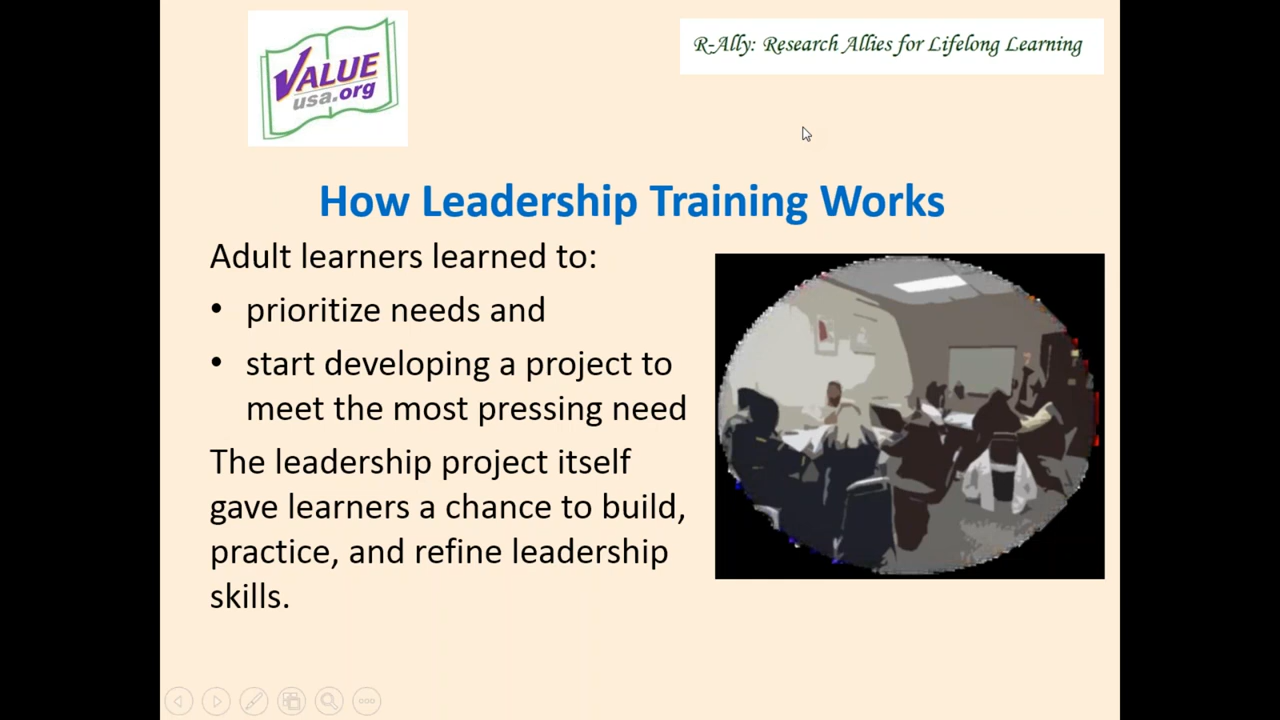 VALUE
usa.org
R-Ally: Research Allies for Lifelong Learning
How Leadership Training Works
Adult learners learned to:
• prioritize needs and
• start developing a project to
meet the most pressing need
The leadership project itself
gave learners a chance to build,
practice, and refine leadership
skills.